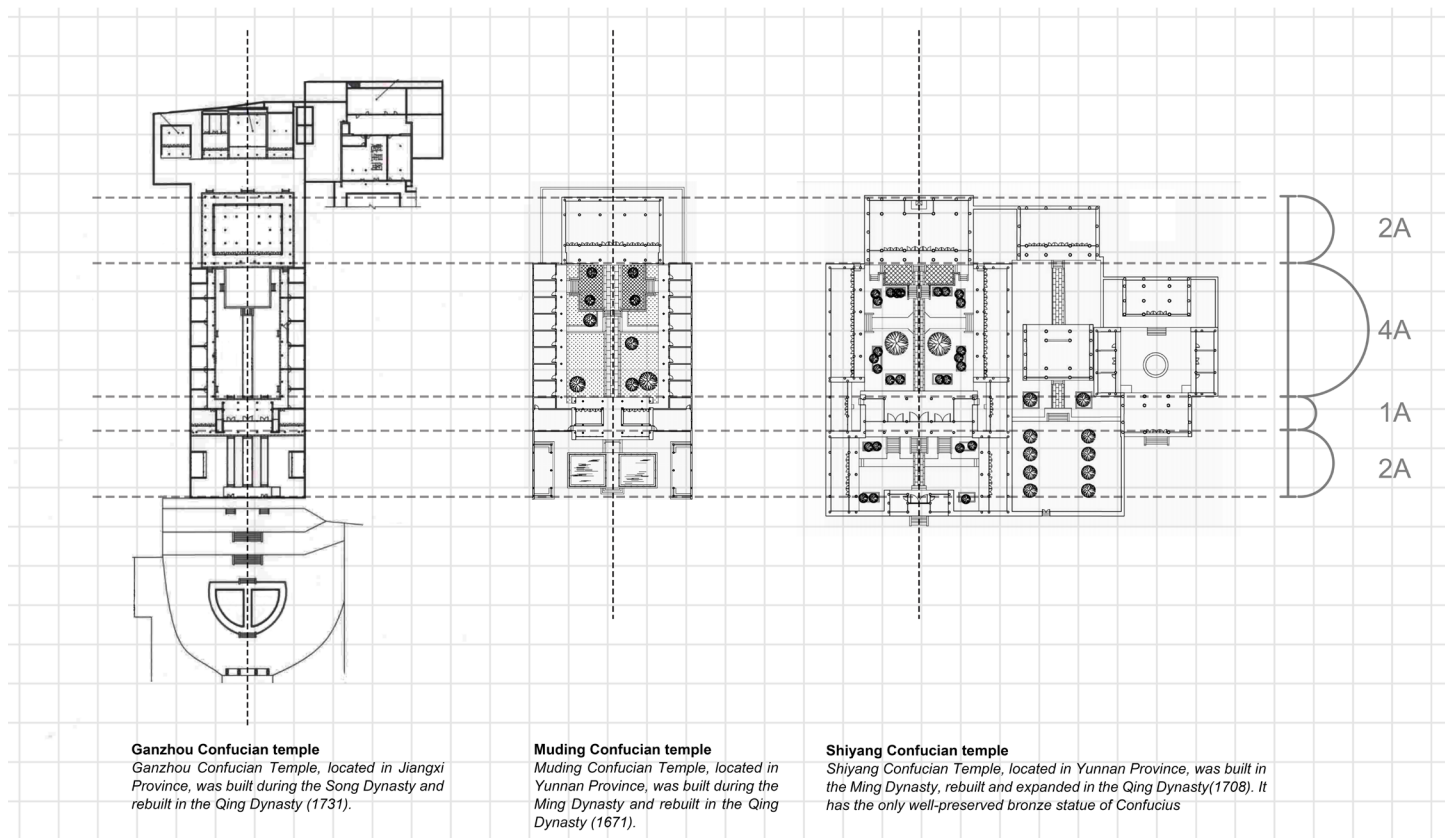 2A
4A
1A
2A
Ganzhou Confucian temple
Ganzhou Confucian Temple, located in Jiangxi
Province, was built during the Song Dynasty and
rebuilt in the Qing Dynasty (1731).
Muding Confucian temple
Muding Confucian Temple, located in
Yunnan Province, was built during the
Ming Dynasty and rebuilt in the Qing
Dynasty (1671).
Shiyang Confucian temple
Shiyang Confucian Temple, located in Yunnan Province, was built in
the Ming Dynasty, rebuilt and expanded in the Qing Dynasty(1708). It
has the only well-preserved bronze statue of Confucius